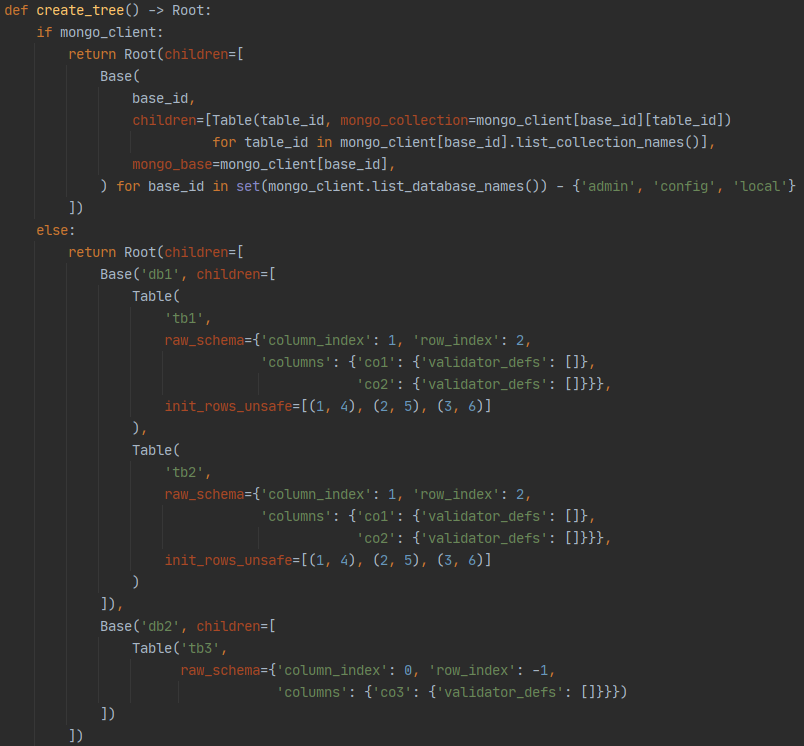 def create_tree() -> Root:
    if mongo_client:
        return Root(children=[
            Base(
                base_id,
                children=[Table(table_id, mongo_collection=mongo_client[base_id][table_id])
                          for table_id in mongo_client[base_id].list_collection_names()],
                mongo_base=mongo_client[base_id],
            ) for base_id in set(mongo_client.list_database_names()) - {'admin', 'config', 'local'}
        ])
    else:
        return Root(children=[
            Base('db1', children=[
                Table(
                    'tb1',
                    raw_schema={'column_index': 1, 'row_index': 2,
                                'columns': {'co1': {'validator_defs': []},
                                            'co2': {'validator_defs': []}}},
                    init_rows_unsafe=[(1, 4), (2, 5), (3, 6)]
                ),
                Table(
                    'tb2',
                    raw_schema={'column_index': 1, 'row_index': 2,
                                'columns': {'co1': {'validator_defs': []},
                                            'co2': {'validator_defs': []}}},
                    init_rows_unsafe=[(1, 4), (2, 5), (3, 6)]
                )
            ]),
            Base('db2', children=[
                Table('tb3',
                      raw_schema={'column_index': 0, 'row_index': -1,
                                  'columns': {'co3': {'validator_defs': []}}})
            ])
        ])